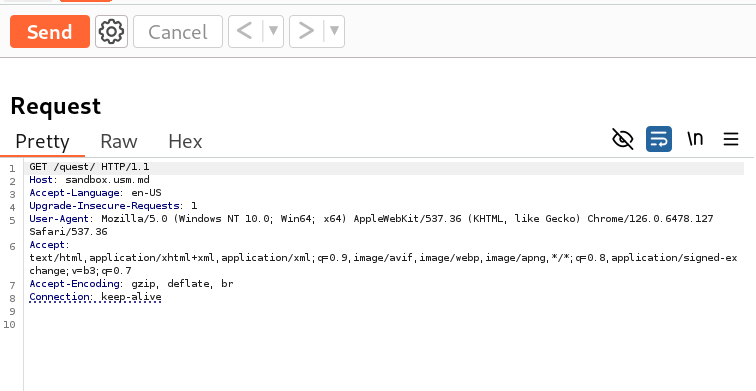 Send
Cancel
<
>
Request
Pretty Raw Hex
\n
1 GET /quest/ HTTP/1.1
2 Host: sandbox.usm.md
3 Accept-Language: en-US
4 Upgrade-Insecure-Requests: 1
5 User-Agent: Mozilla/5.0 (Windows NT 10.0; Win64; x64) AppleWebKit/537.36 (KHTML, like Gecko) Chrome/126.0.6478.127
Safari/537.36
6 Accept:
text/html,application/xhtml+xml,application/xml;q=0.9,image/avif,image/webp,image/apng,*/*;q=0.8,application/signed-ex
change;v=b3;q=0.7
7 Accept-Encoding: gzip, deflate, br
8 Connection: keep-alive
9
10